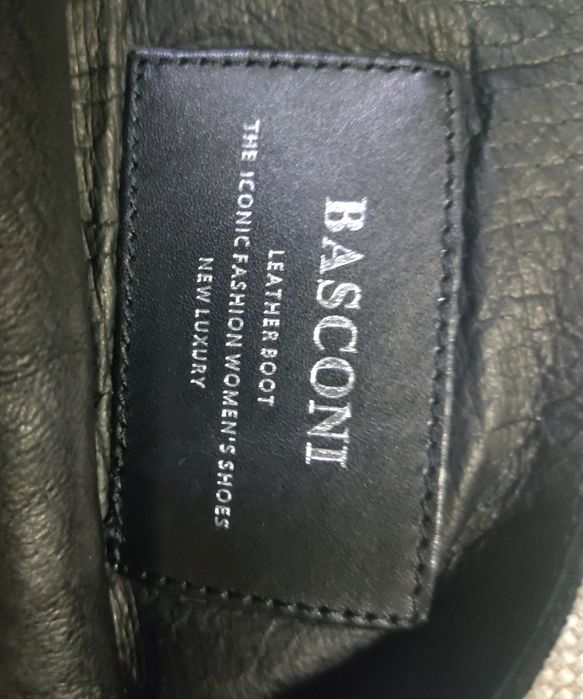 BASCONI
LEATHER BOOT
THE ICONIC FASHION WOMEN'S SHOES
NEW LUXURY